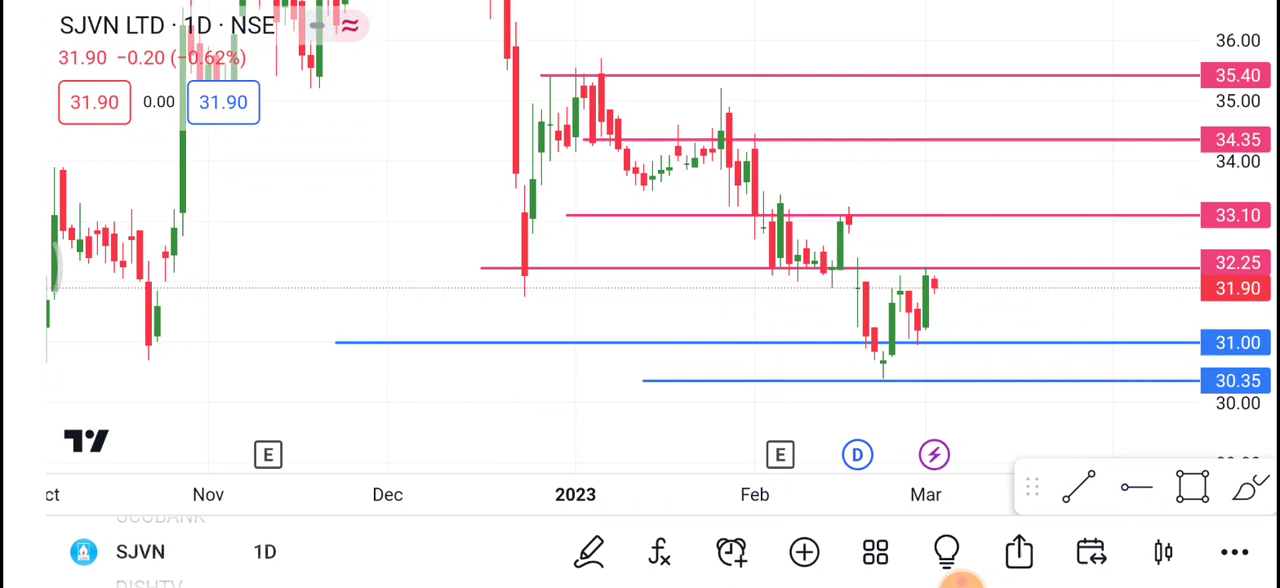 SJVN LTD · 1D · NSE
31.90 −0.20 (−0.62%)
31.90 0.00 31.90
36.00
35.40
35.00
34.35
34.00
33.10
32.25
31.90
31.00
30.35
30.00
E E D
ct Nov Dec 2023 Feb Mar
UCOBANK
SJVN 1D
DISHTV